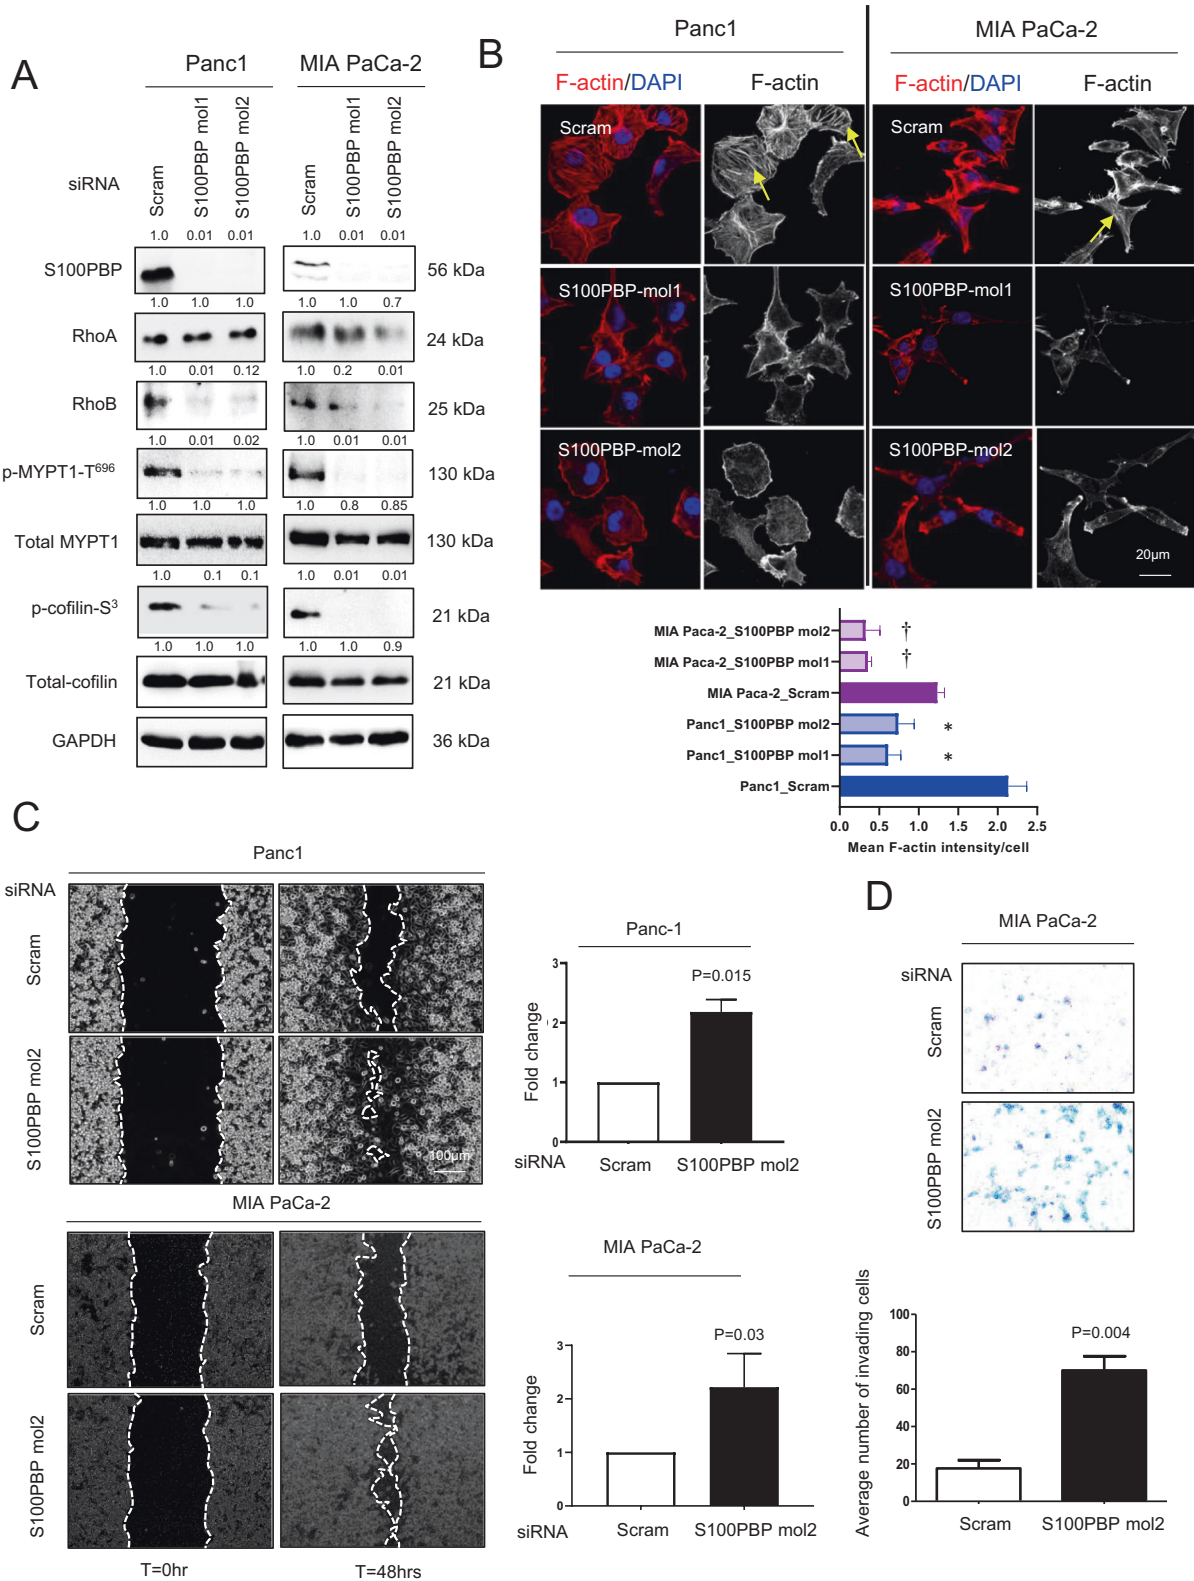 A
Panc1
MIA PaCa-2
siRNA
Scram
S100PBP mol1
S100PBP mol2
Scram
S100PBP mol1
S100PBP mol2
1.0 0.01 0.01 1.0 0.01 0.01
S100PBP 56 kDa
1.0 1.0 1.0 1.0 1.0 0.7
RhoA 24 kDa
1.0 0.01 0.12 1.0 0.2 0.01
RhoB 25 kDa
1.0 0.01 0.02 1.0 0.01 0.01
p-MYPT1-T⁶⁹⁶ 130 kDa
1.0 1.0 1.0 1.0 0.8 0.85
Total MYPT1 130 kDa
1.0 0.1 0.1 1.0 0.01 0.01
p-cofilin-S³ 21 kDa
1.0 1.0 1.0 1.0 1.0 0.9
Total-cofilin 21 kDa
GAPDH 36 kDa
B
Panc1
MIA PaCa-2
F-actin/DAPI F-actin F-actin/DAPI F-actin
Scram Scram
S100PBP-mol1 S100PBP-mol1
S100PBP-mol2 S100PBP-mol2
20µm
MIA Paca-2_S100PBP mol2 †
MIA Paca-2_S100PBP mol1 †
MIA Paca-2_Scram
Panc1_S100PBP mol2 *
Panc1_S100PBP mol1 *
Panc1_Scram
0.0 0.5 1.0 1.5 2.0 2.5
Mean F-actin intensity/cell
C
Panc1
siRNA
Scram
S100PBP mol2
100µm
MIA PaCa-2
Scram
S100PBP mol2
T=0hr T=48hrs
Panc-1
P=0.015
Fold change
3
2
1
0
siRNA Scram S100PBP mol2
MIA PaCa-2
P=0.03
Fold change
3
2
1
0
siRNA Scram S100PBP mol2
D
MIA PaCa-2
siRNA
Scram
S100PBP mol2
Average number of invading cells
100
80
60
40
20
0
P=0.004
Scram S100PBP mol2